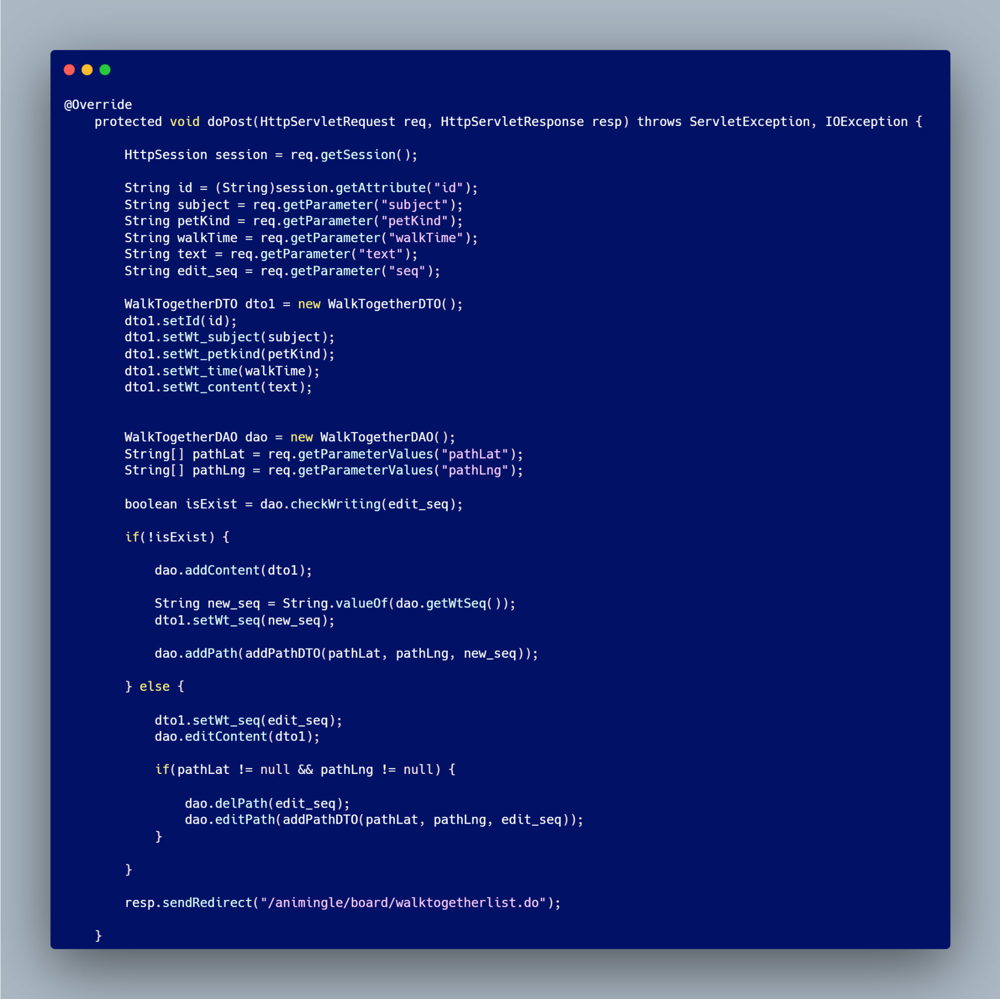 @Override
    protected void doPost(HttpServletRequest req, HttpServletResponse resp) throws ServletException, IOException {

        HttpSession session = req.getSession();

        String id = (String)session.getAttribute("id");
        String subject = req.getParameter("subject");
        String petKind = req.getParameter("petKind");
        String walkTime = req.getParameter("walkTime");
        String text = req.getParameter("text");
        String edit_seq = req.getParameter("seq");

        WalkTogetherDTO dto1 = new WalkTogetherDTO();
        dto1.setId(id);
        dto1.setWt_subject(subject);
        dto1.setWt_petkind(petKind);
        dto1.setWt_time(walkTime);
        dto1.setWt_content(text);


        WalkTogetherDAO dao = new WalkTogetherDAO();
        String[] pathLat = req.getParameterValues("pathLat");
        String[] pathLng = req.getParameterValues("pathLng");

        boolean isExist = dao.checkWriting(edit_seq);

        if(!isExist) {

            dao.addContent(dto1);

            String new_seq = String.valueOf(dao.getWtSeq());
            dto1.setWt_seq(new_seq);

            dao.addPath(addPathDTO(pathLat, pathLng, new_seq));

        } else {

            dto1.setWt_seq(edit_seq);
            dao.editContent(dto1);

            if(pathLat != null && pathLng != null) {

                dao.delPath(edit_seq);
                dao.editPath(addPathDTO(pathLat, pathLng, edit_seq));
            }

        }

        resp.sendRedirect("/animingle/board/walktogetherlist.do");

    }